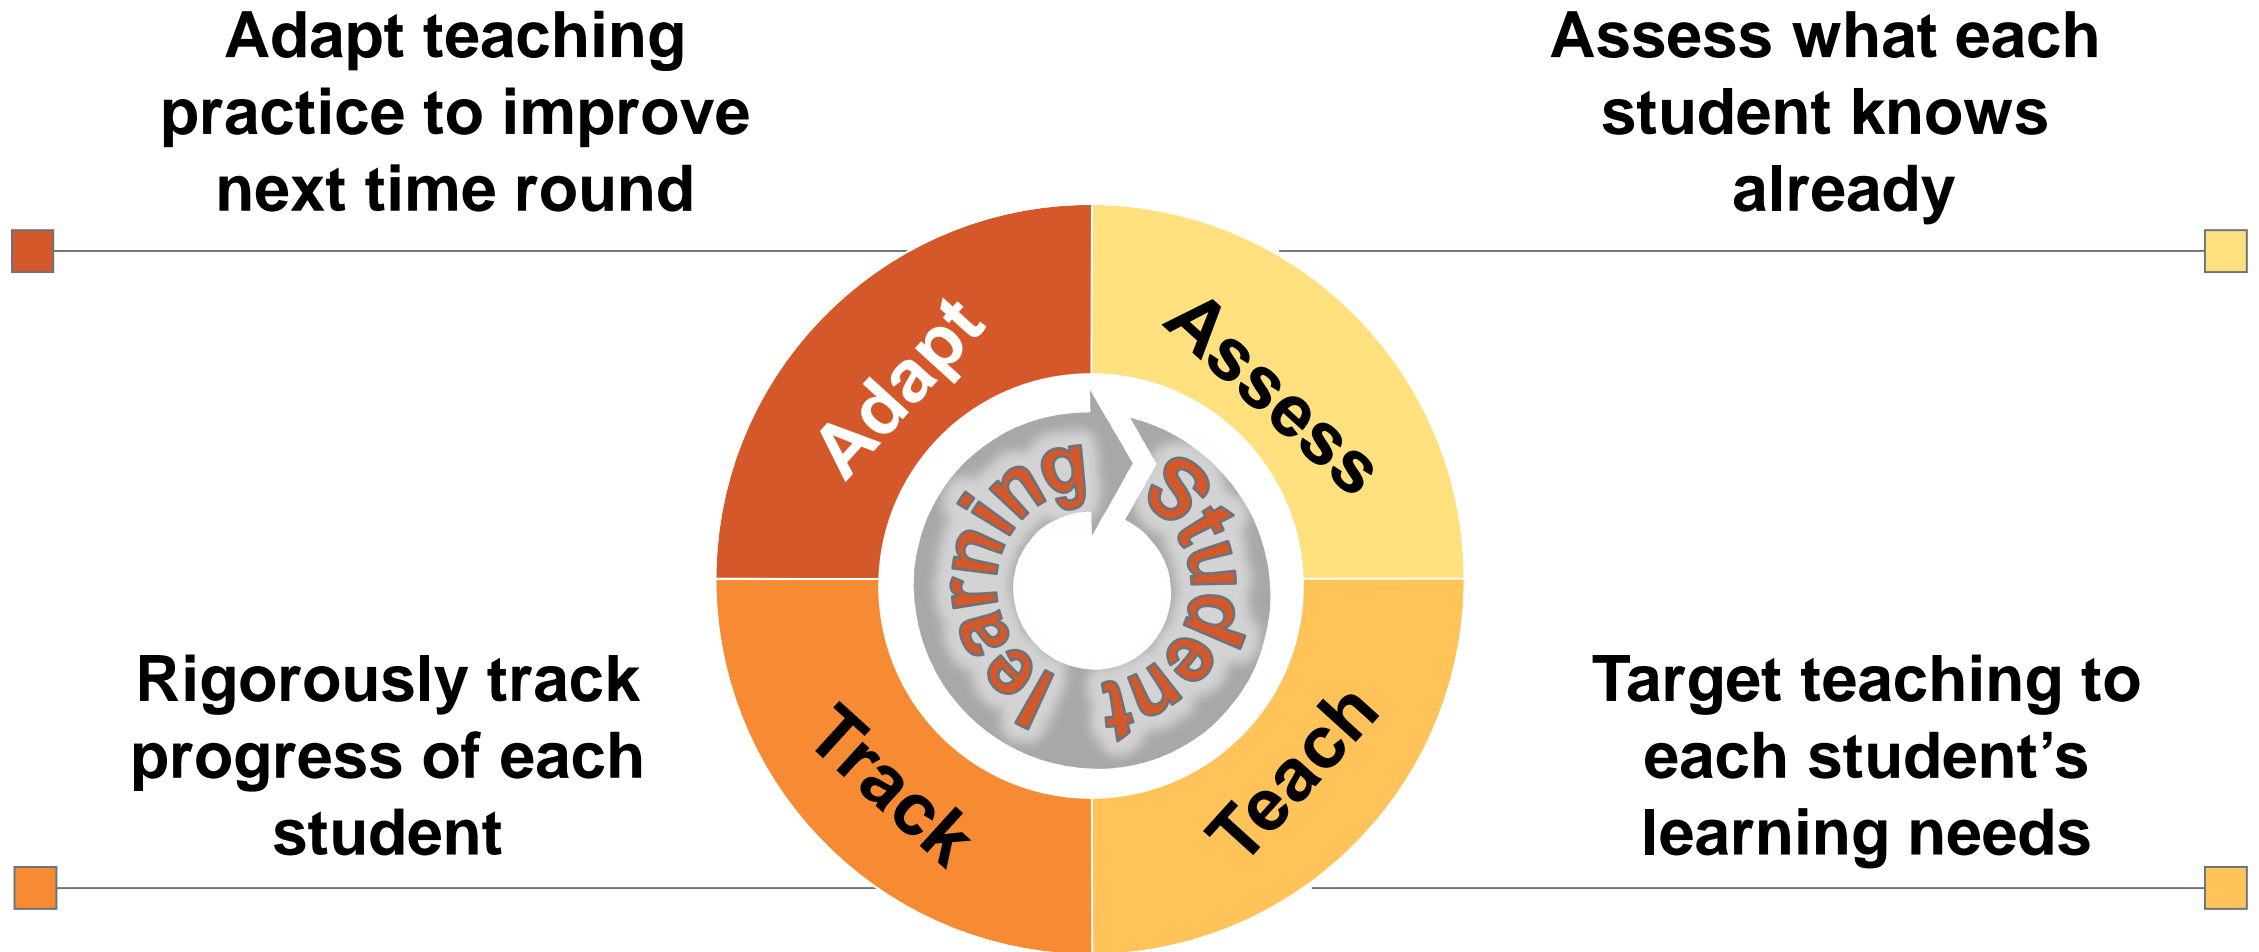 Adapt teaching
practice to improve
next time round
Assess what each
student knows
already
Adapt
Assess
Student
learning
Track
Teach
Rigorously track
progress of each
student
Target teaching to
each student’s
learning needs